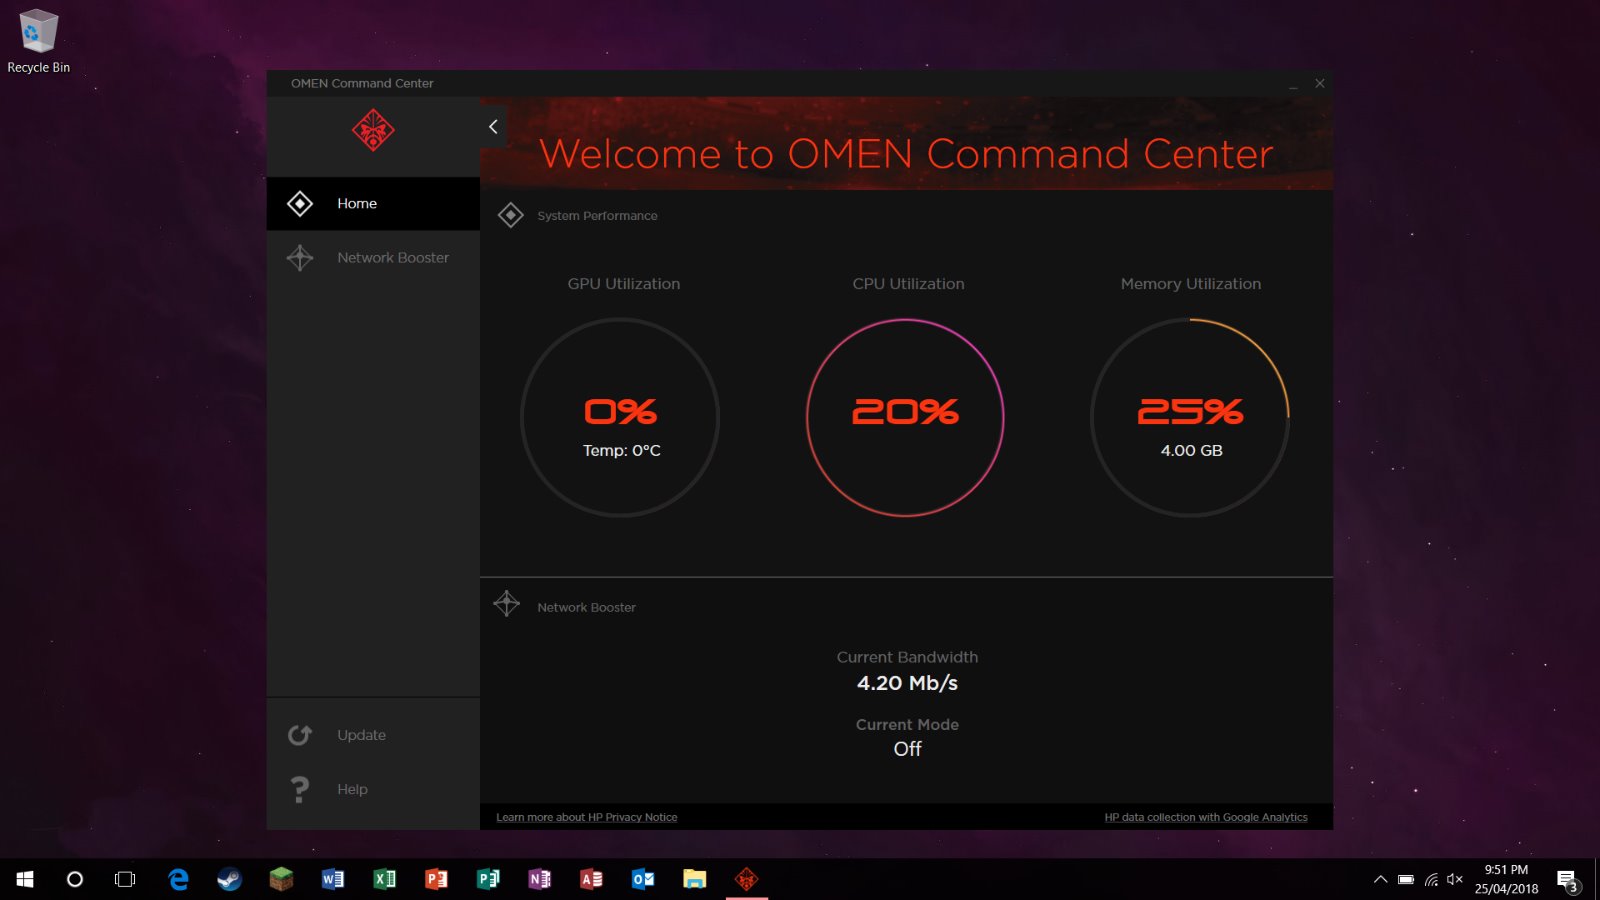 Recycle Bin
OMEN Command Center
Welcome to OMEN Command Center
Home
Network Booster
System Performance
GPU Utilization
0%
Temp: 0°C
CPU Utilization
20%
Memory Utilization
25%
4.00 GB
Network Booster
Current Bandwidth
4.20 Mb/s
Current Mode
Off
Update
Help
Learn more about HP Privacy Notice
HP data collection with Google Analytics
9:51 PM
25/04/2018
3